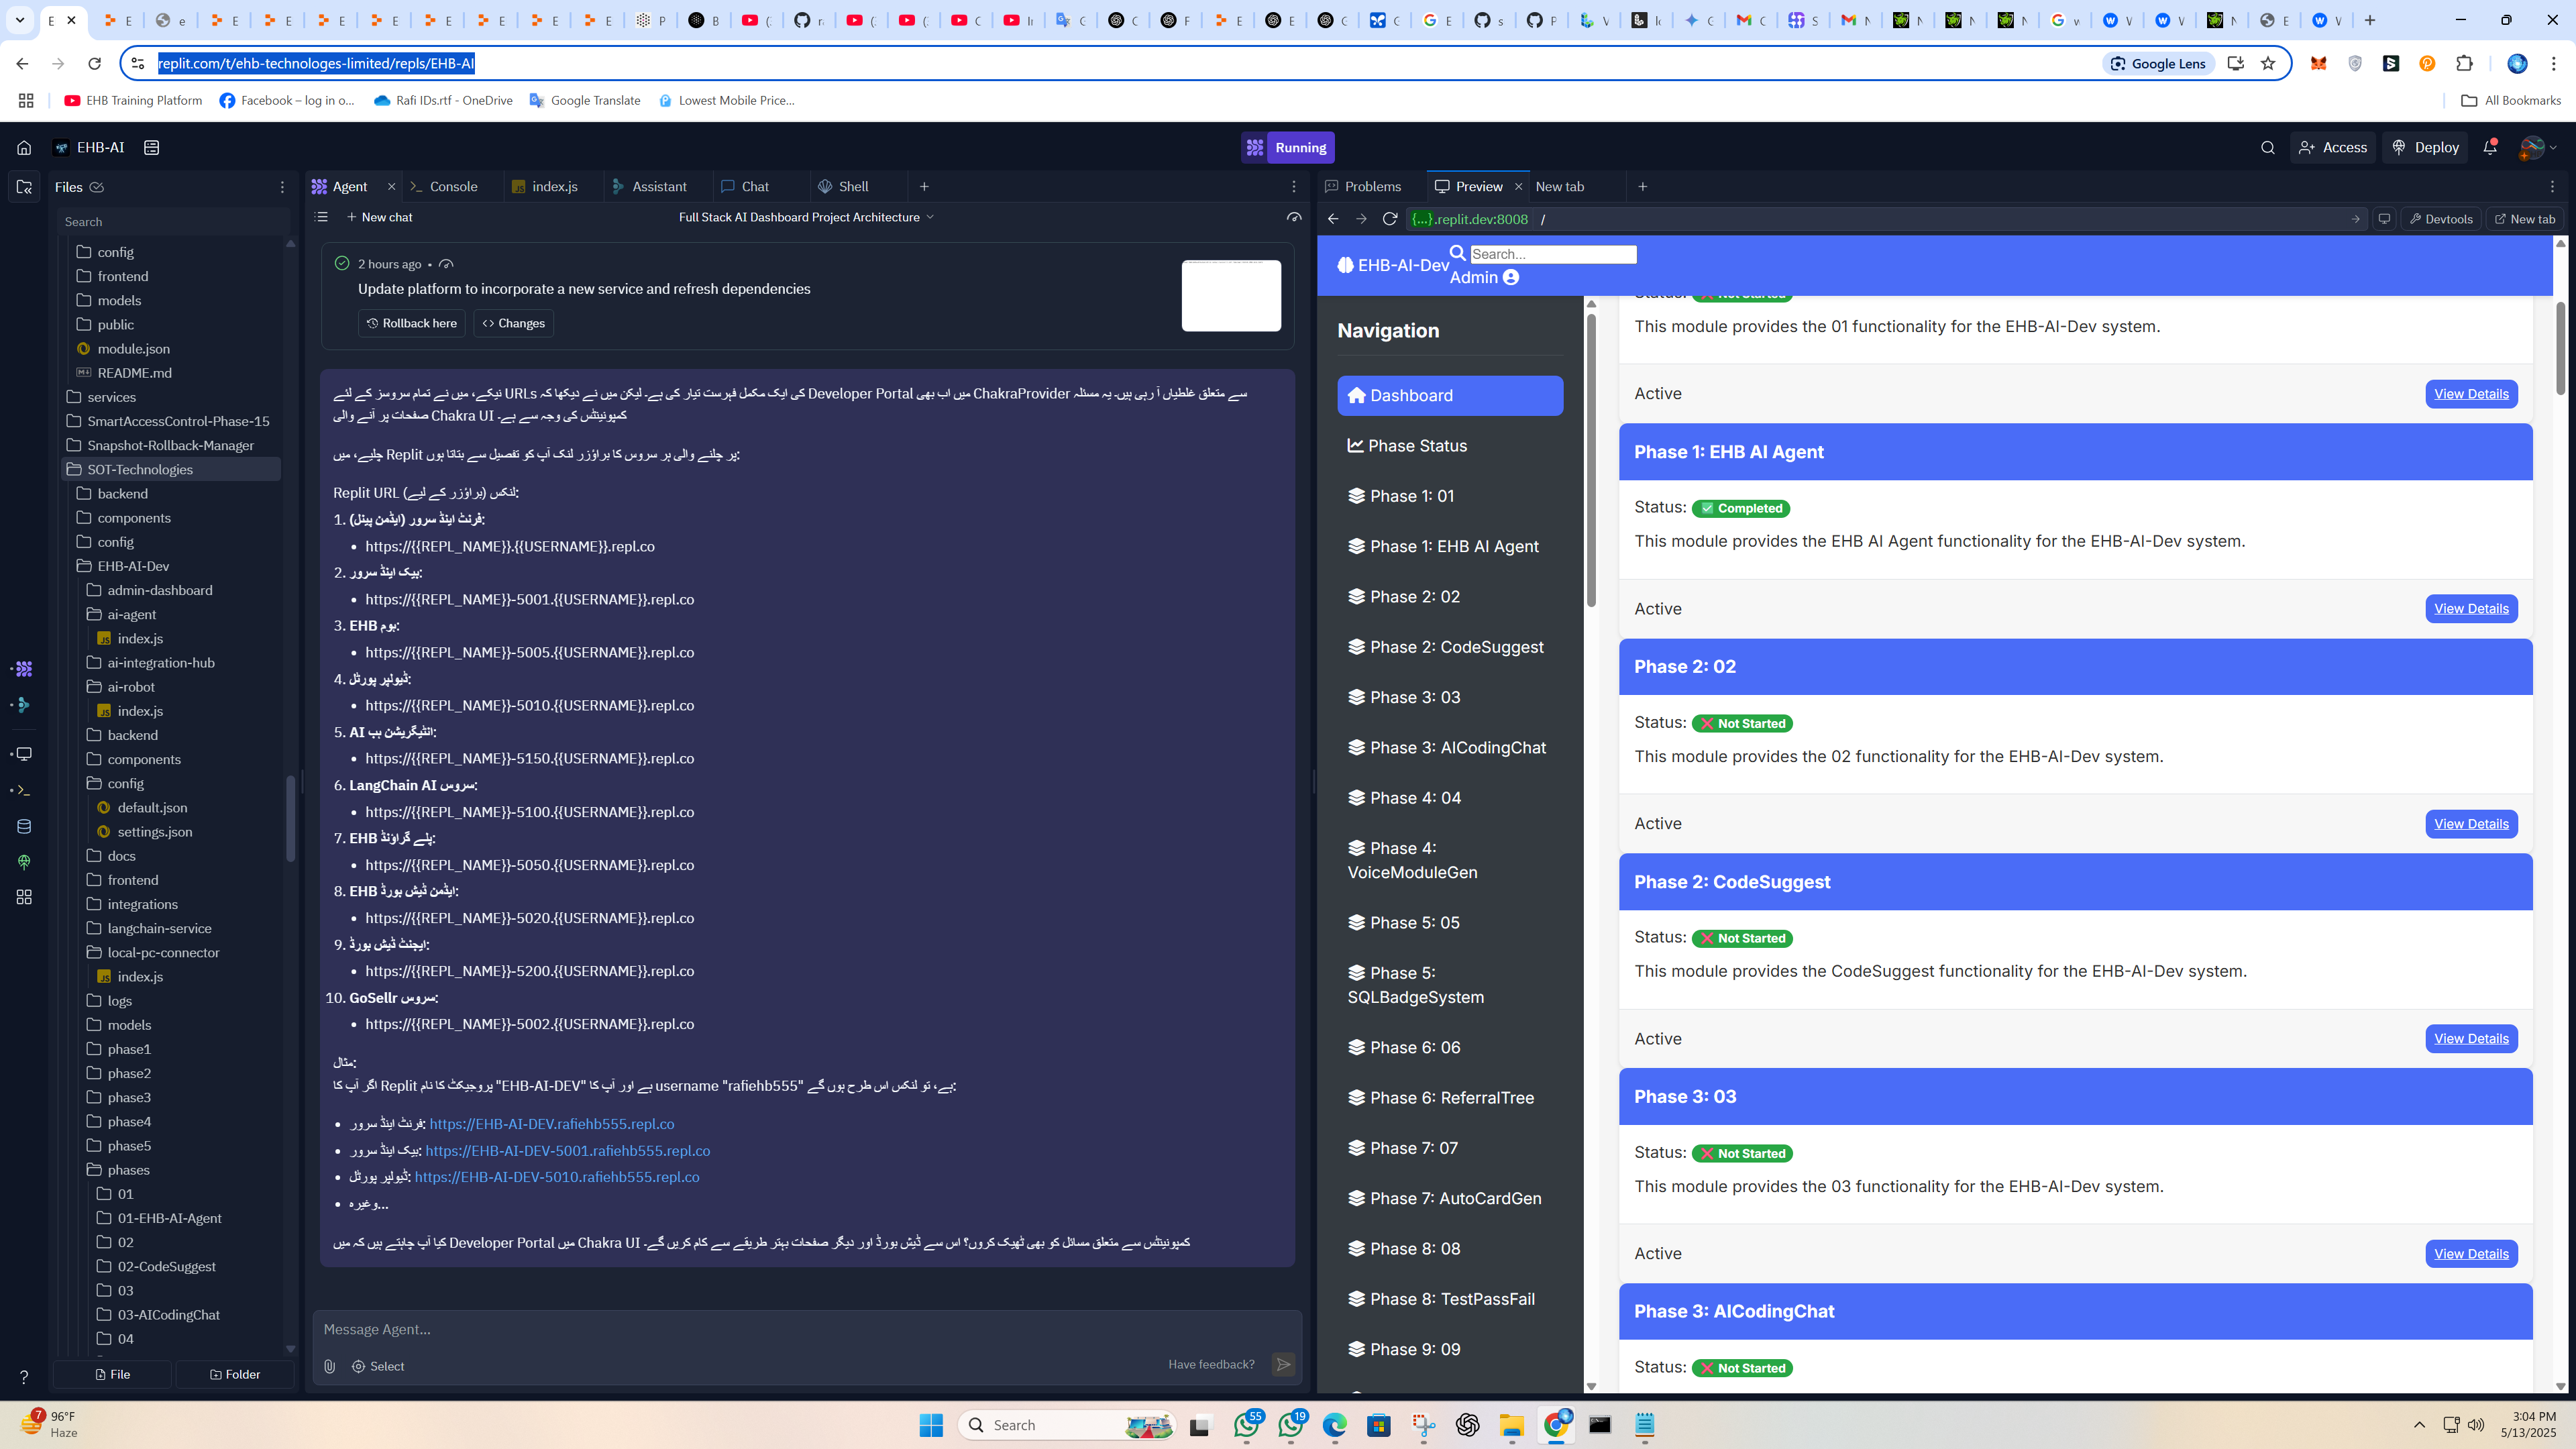 replit.com/t/ehb-technologes-limited/repls/EHB-AI
Google Lens
EHB Training Platform
Facebook – log in o...
Rafi IDs.rtf - OneDrive
Google Translate
Lowest Mobile Price...
All Bookmarks
EHB-AI
Running
Access
Deploy
Files
Agent
Console
index.js
Assistant
Chat
Shell
Problems
Preview
New tab
Search
New chat
Full Stack AI Dashboard Project Architecture
{...}.replit.dev:8008 /
Devtools
New tab
config
frontend
models
public
module.json
README.md
services
SmartAccessControl-Phase-15
Snapshot-Rollback-Manager
SOT-Technologies
backend
components
config
EHB-AI-Dev
admin-dashboard
ai-agent
index.js
ai-integration-hub
ai-robot
index.js
backend
components
config
default.json
settings.json
docs
frontend
integrations
langchain-service
local-pc-connector
index.js
logs
models
phase1
phase2
phase3
phase4
phase5
phases
01
01-EHB-AI-Agent
02
02-CodeSuggest
03
03-AICodingChat
04
File
Folder
2 hours ago •
Update platform to incorporate a new service and refresh dependencies
Rollback here
Changes
نیکے، میں نے تمام سروسز کے لئے URLs کی ایک مکمل فہرست تیار کی ہے۔ لیکن میں نے دیکھا کہ Developer Portal میں اب بھی ChakraProvider سے متعلق غلطیاں آ رہی ہیں۔ یہ مسئلہ
صفحات پر آنے والی Chakra UI کمپونینٹس کی وجہ سے ہے۔
چلیے، میں Replit پر چلنے والی ہر سروس کا براؤزر لنک آپ کو تفصیل سے بتاتا ہوں:
Replit URL لنکس (براؤزر کے لیے):
1. فرنٹ اینڈ سرور (ایڈمن پینل):
• https://{{REPL_NAME}}.{{USERNAME}}.repl.co
2. بیک اینڈ سرور:
• https://{{REPL_NAME}}-5001.{{USERNAME}}.repl.co
3. EHB ہوم:
• https://{{REPL_NAME}}-5005.{{USERNAME}}.repl.co
4. ڈیولپر پورٹل:
• https://{{REPL_NAME}}-5010.{{USERNAME}}.repl.co
5. AI انٹیگریشن ہب:
• https://{{REPL_NAME}}-5150.{{USERNAME}}.repl.co
6. LangChain AI سروس:
• https://{{REPL_NAME}}-5100.{{USERNAME}}.repl.co
7. EHB پلے گراؤنڈ:
• https://{{REPL_NAME}}-5050.{{USERNAME}}.repl.co
8. EHB ایڈمن ڈیش بورڈ:
• https://{{REPL_NAME}}-5020.{{USERNAME}}.repl.co
9. ایجنٹ ڈیش بورڈ:
• https://{{REPL_NAME}}-5200.{{USERNAME}}.repl.co
10. GoSellr سروس:
• https://{{REPL_NAME}}-5002.{{USERNAME}}.repl.co
مثال:
اگر آپ کا Replit پروجیکٹ کا نام "EHB-AI-DEV" ہے اور آپ کا username "rafiehb555" ہے، تو لنکس اس طرح ہوں گے:
• فرنٹ اینڈ سرور: https://EHB-AI-DEV.rafiehb555.repl.co
• بیک اینڈ سرور: https://EHB-AI-DEV-5001.rafiehb555.repl.co
• ڈیولپر پورٹل: https://EHB-AI-DEV-5010.rafiehb555.repl.co
• وغیرہ...
کیا آپ چاہتے ہیں کہ میں Developer Portal میں Chakra UI کمپونینٹس سے متعلق مسائل کو بھی ٹھیک کروں؟ اس سے ڈیش بورڈ اور دیگر صفحات بہتر طریقے سے کام کریں گے۔
Message Agent...
Select
Have feedback?
EHB-AI-Dev
Search...
Admin
Navigation
Dashboard
Phase Status
Phase 1: 01
Phase 1: EHB AI Agent
Phase 2: 02
Phase 2: CodeSuggest
Phase 3: 03
Phase 3: AICodingChat
Phase 4: 04
Phase 4:
VoiceModuleGen
Phase 5: 05
Phase 5:
SQLBadgeSystem
Phase 6: 06
Phase 6: ReferralTree
Phase 7: 07
Phase 7: AutoCardGen
Phase 8: 08
Phase 8: TestPassFail
Phase 9: 09
Status: ❌ Not Started
This module provides the 01 functionality for the EHB-AI-Dev system.
Active
View Details
Phase 1: EHB AI Agent
Status: ✅ Completed
This module provides the EHB AI Agent functionality for the EHB-AI-Dev system.
Active
View Details
Phase 2: 02
Status: ❌ Not Started
This module provides the 02 functionality for the EHB-AI-Dev system.
Active
View Details
Phase 2: CodeSuggest
Status: ❌ Not Started
This module provides the CodeSuggest functionality for the EHB-AI-Dev system.
Active
View Details
Phase 3: 03
Status: ❌ Not Started
This module provides the 03 functionality for the EHB-AI-Dev system.
Active
View Details
Phase 3: AICodingChat
Status: ❌ Not Started
7
96°F
Haze
Search
55
19
3:04 PM
5/13/2025